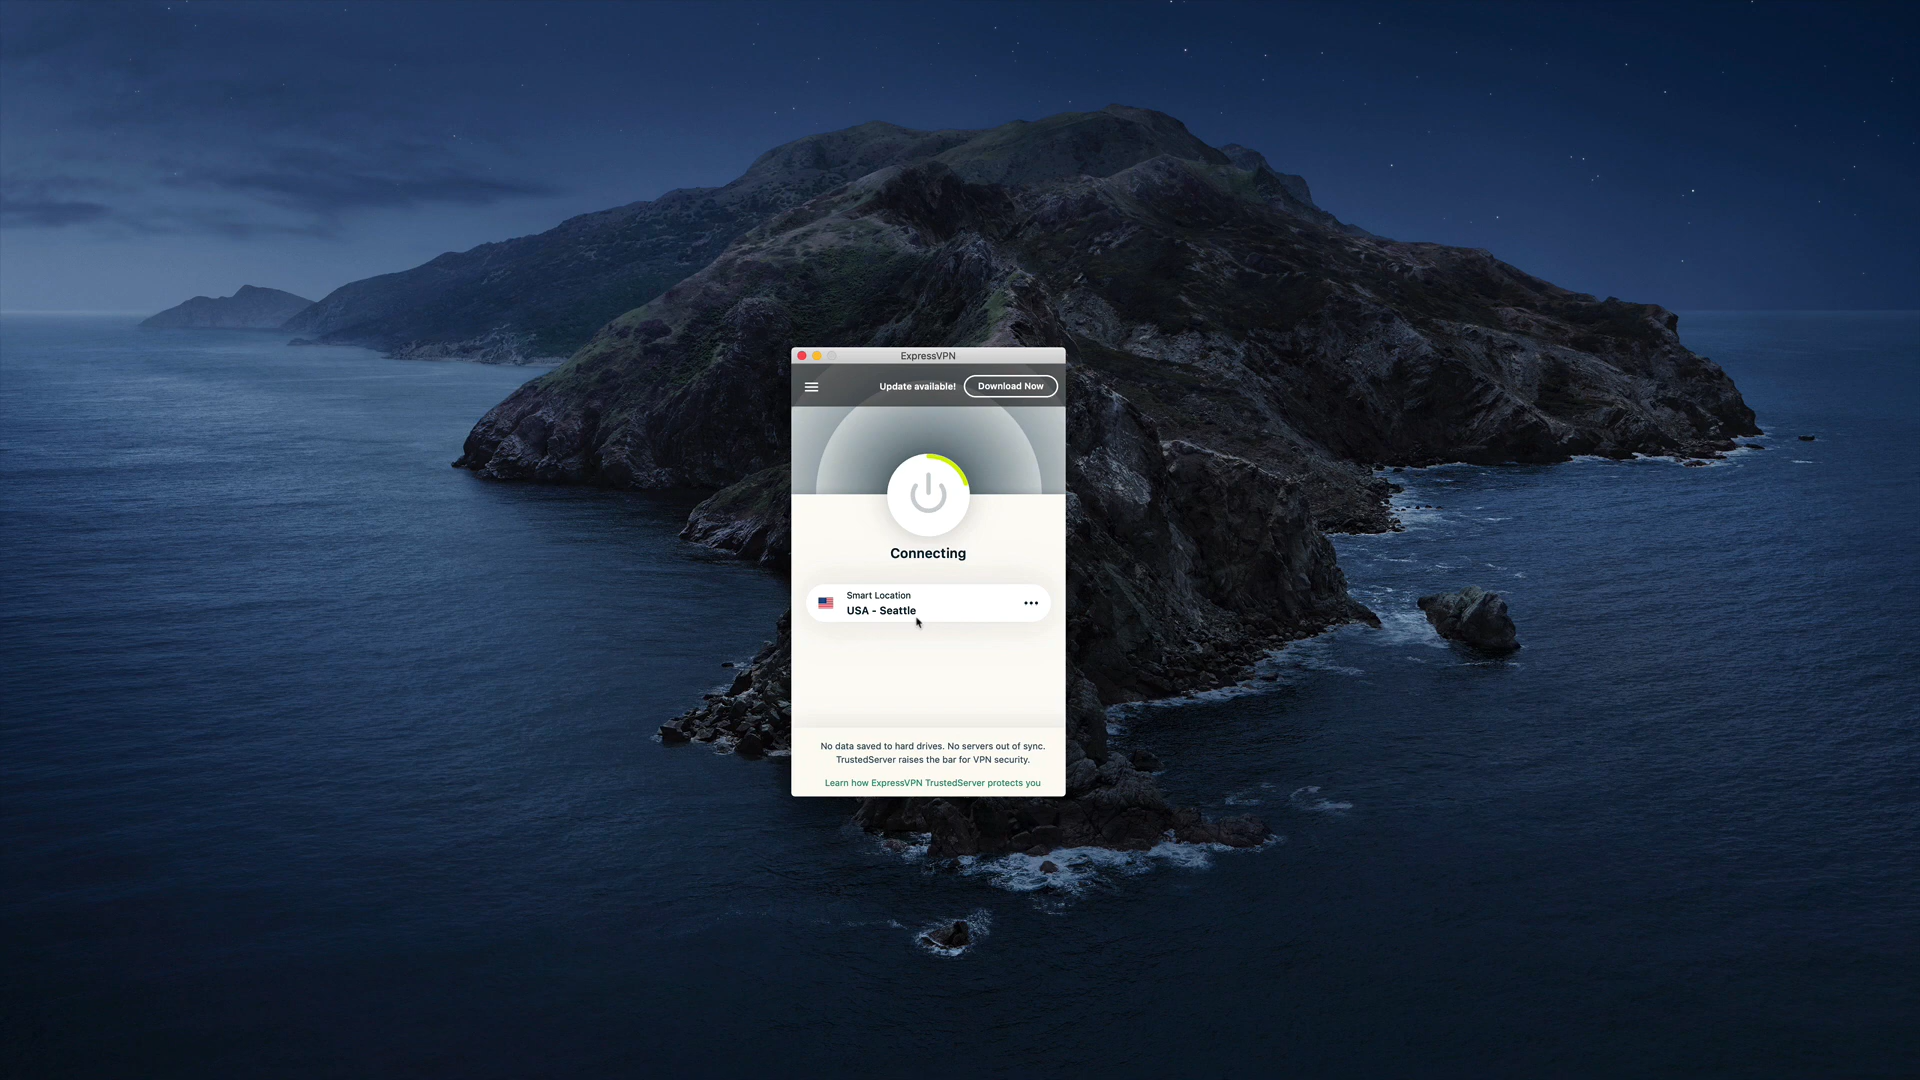 ExpressVPN
Update available! Download Now
Connecting
Smart Location
USA - Seattle
No data saved to hard drives. No servers out of sync.
TrustedServer raises the bar for VPN security.
Learn how ExpressVPN TrustedServer protects you